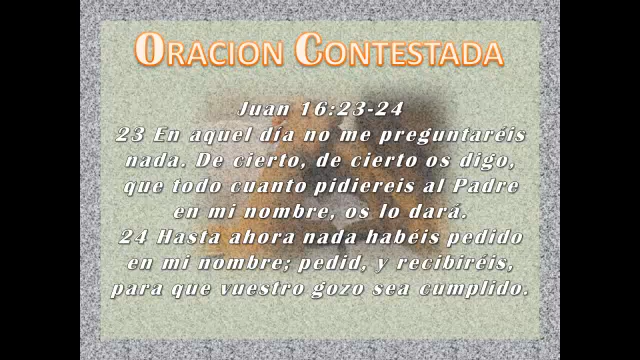 ORACION CONTESTADA
Juan 16:23-24
23 En aquel día no me preguntaréis
nada. De cierto, de cierto os digo,
que todo cuanto pidiereis al Padre
en mi nombre, os lo dará.
24 Hasta ahora nada habéis pedido
en mi nombre; pedid, y recibiréis,
para que vuestro gozo sea cumplido.